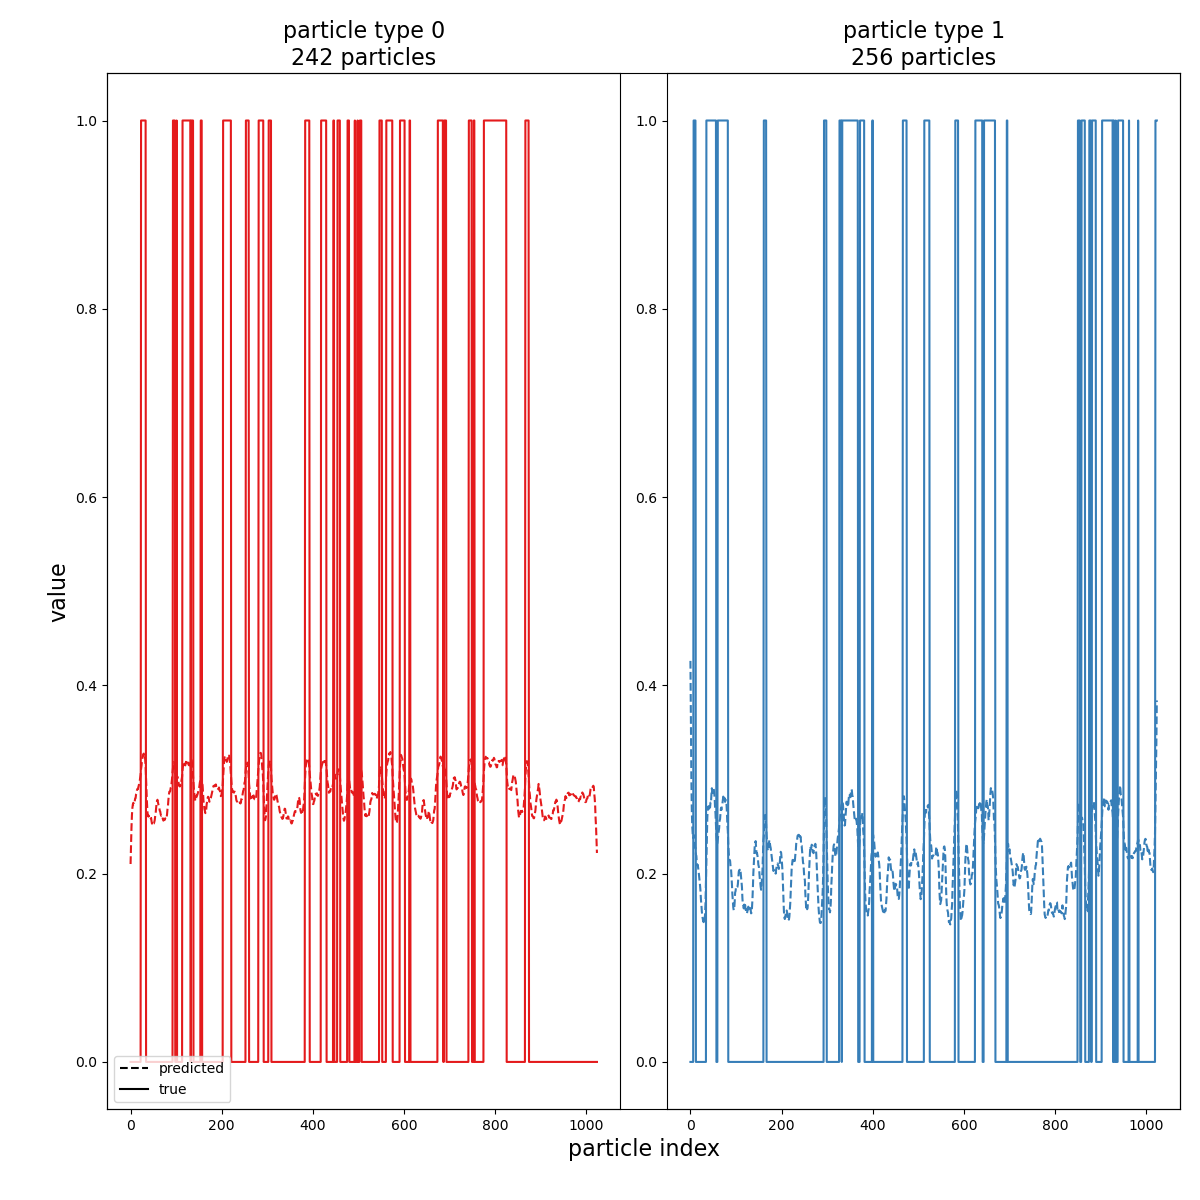 particle type 0
242 particles
particle type 1
256 particles
value
1.0
0.8
0.6
0.4
0.2
0.0
1.0
0.8
0.6
0.4
0.2
0.0
predicted
true
0 200 400 600 800 1000
0 200 400 600 800 1000
particle index